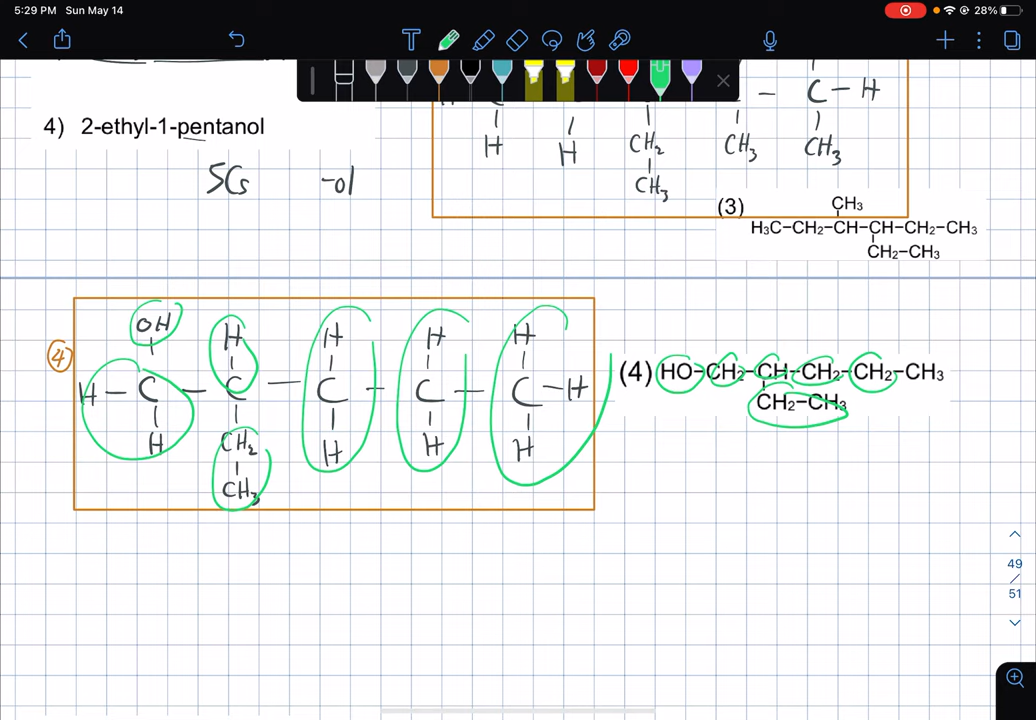 5:29 PM Sun May 14
28%
4) 2-ethyl-1-pentanol
5Cs -ol
C – H
H H CH₂ CH₃ CH₃
CH₃
(3)
CH₃
H₃C–CH₂–CH–CH–CH₂–CH₃
CH₂–CH₃
④
OH H H H H
H – C – C — C – C – C – H
H CH₂ H H H
CH₃
(4) HO–CH₂–CH–CH₂–CH₂–CH₃
CH₂–CH₃
49
/
51